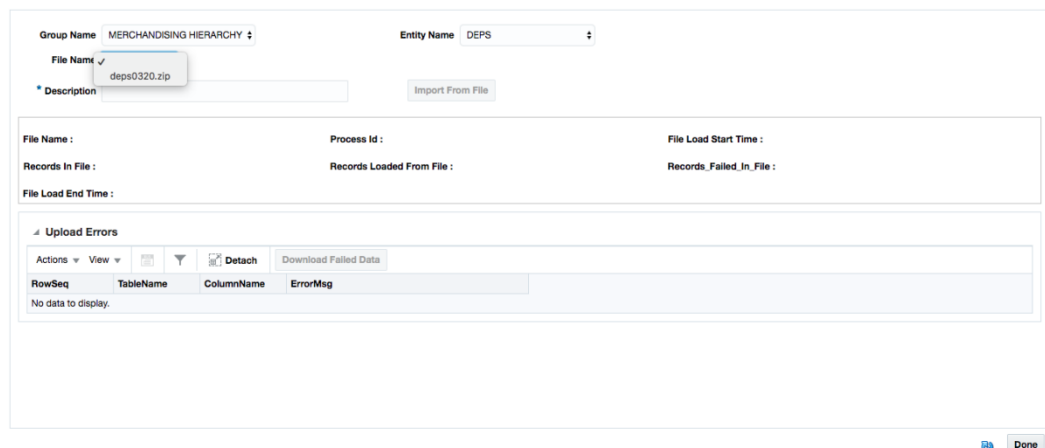 Group Name MERCHANDISING HIERARCHY Entity Name DEPS
File Name
deps0320.zip
* Description Import From File
File Name : Process Id : File Load Start Time :
Records In File : Records Loaded From File : Records_Failed_In_File :
File Load End Time :
Upload Errors
Actions View Detach Download Failed Data
RowSeq TableName ColumnName ErrorMsg
No data to display.
Done